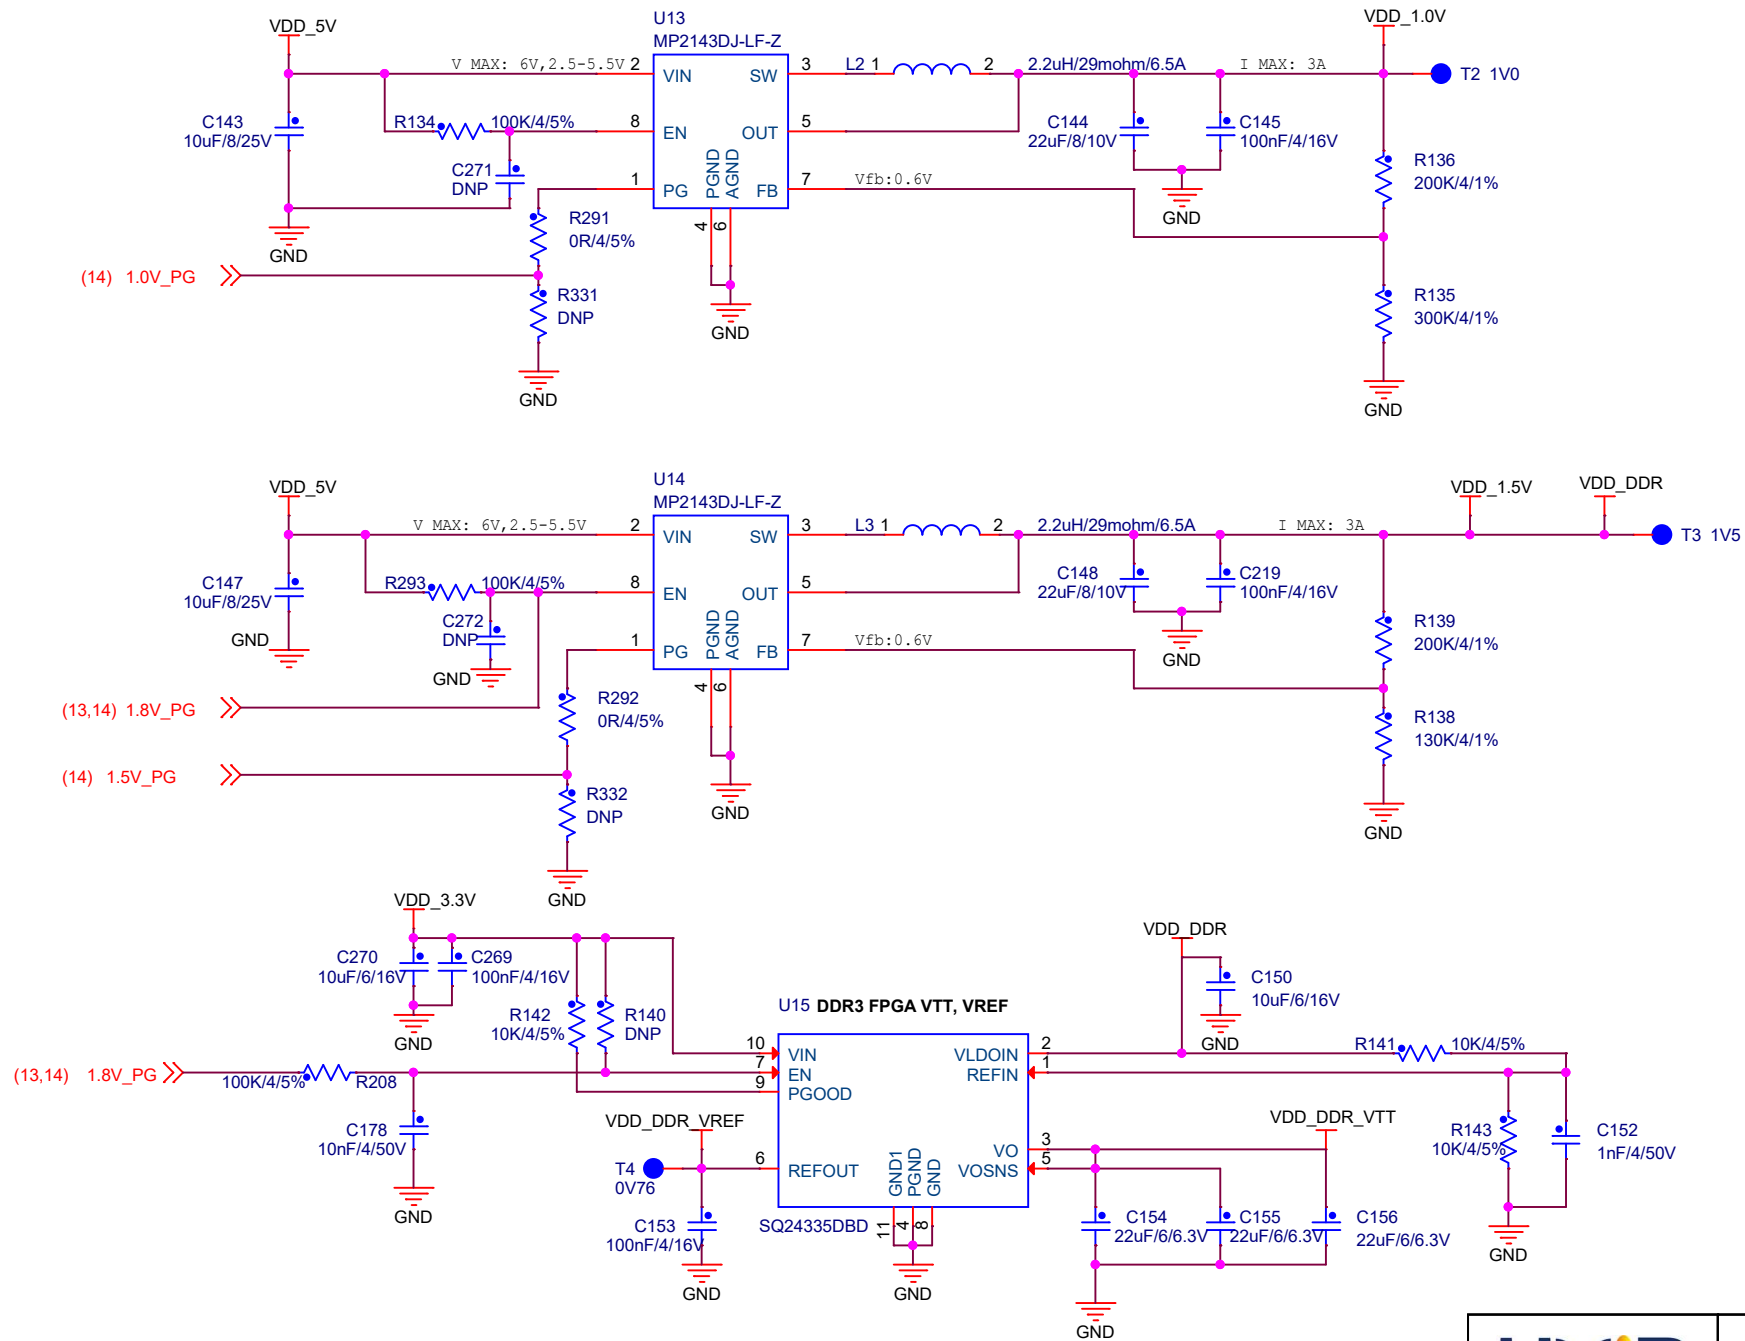 U13
MP2143DJ-LF-Z
VDD_5V
VDD_1.0V
V MAX: 6V,2.5-5.5V 2 VIN SW 3 L2 1 2 2.2uH/29mohm/6.5A I MAX: 3A T2 1V0
C143
10uF/8/25V
R134 100K/4/5% 8 EN OUT 5
C144
22uF/8/10V
C145
100nF/4/16V
C271
DNP
1 PG PGND AGND FB 7 Vfb:0.6V
R136
200K/4/1%
GND
R291
0R/4/5%
4 6
GND
(14) 1.0V_PG
R331
DNP
GND
R135
300K/4/1%
GND
GND
U14
MP2143DJ-LF-Z
VDD_5V
VDD_1.5V
VDD_DDR
V MAX: 6V,2.5-5.5V 2 VIN SW 3 L3 1 2 2.2uH/29mohm/6.5A I MAX: 3A T3 1V5
C147
10uF/8/25V
R293 100K/4/5% 8 EN OUT 5
C148
22uF/8/10V
C219
100nF/4/16V
C272
DNP
GND
1 PG PGND AGND FB 7 Vfb:0.6V
R139
200K/4/1%
GND
GND
R292
0R/4/5%
4 6
(13,14) 1.8V_PG
R138
130K/4/1%
(14) 1.5V_PG
R332
DNP
GND
GND
GND
VDD_3.3V
VDD_DDR
C270
10uF/6/16V
C269
100nF/4/16V
C150
10uF/6/16V
R142
10K/4/5%
R140
DNP
U15 DDR3 FPGA VTT, VREF
GND
GND
10 VIN VLDOIN 2 R141 10K/4/5%
(13,14) 1.8V_PG 100K/4/5% R208 7 EN REFIN 1
9 PGOOD
C178
10nF/4/50V
VDD_DDR_VREF
VDD_DDR_VTT
R143
10K/4/5%
C152
1nF/4/50V
VO 3
T4
0V76
6 REFOUT GND1 PGND GND VOSNS 5
GND
SQ24335DBD
11 4 8
C153
100nF/4/16V
C154
22uF/6/6.3V
C155
22uF/6/6.3V
C156
22uF/6/6.3V
GND
GND
GND
GND